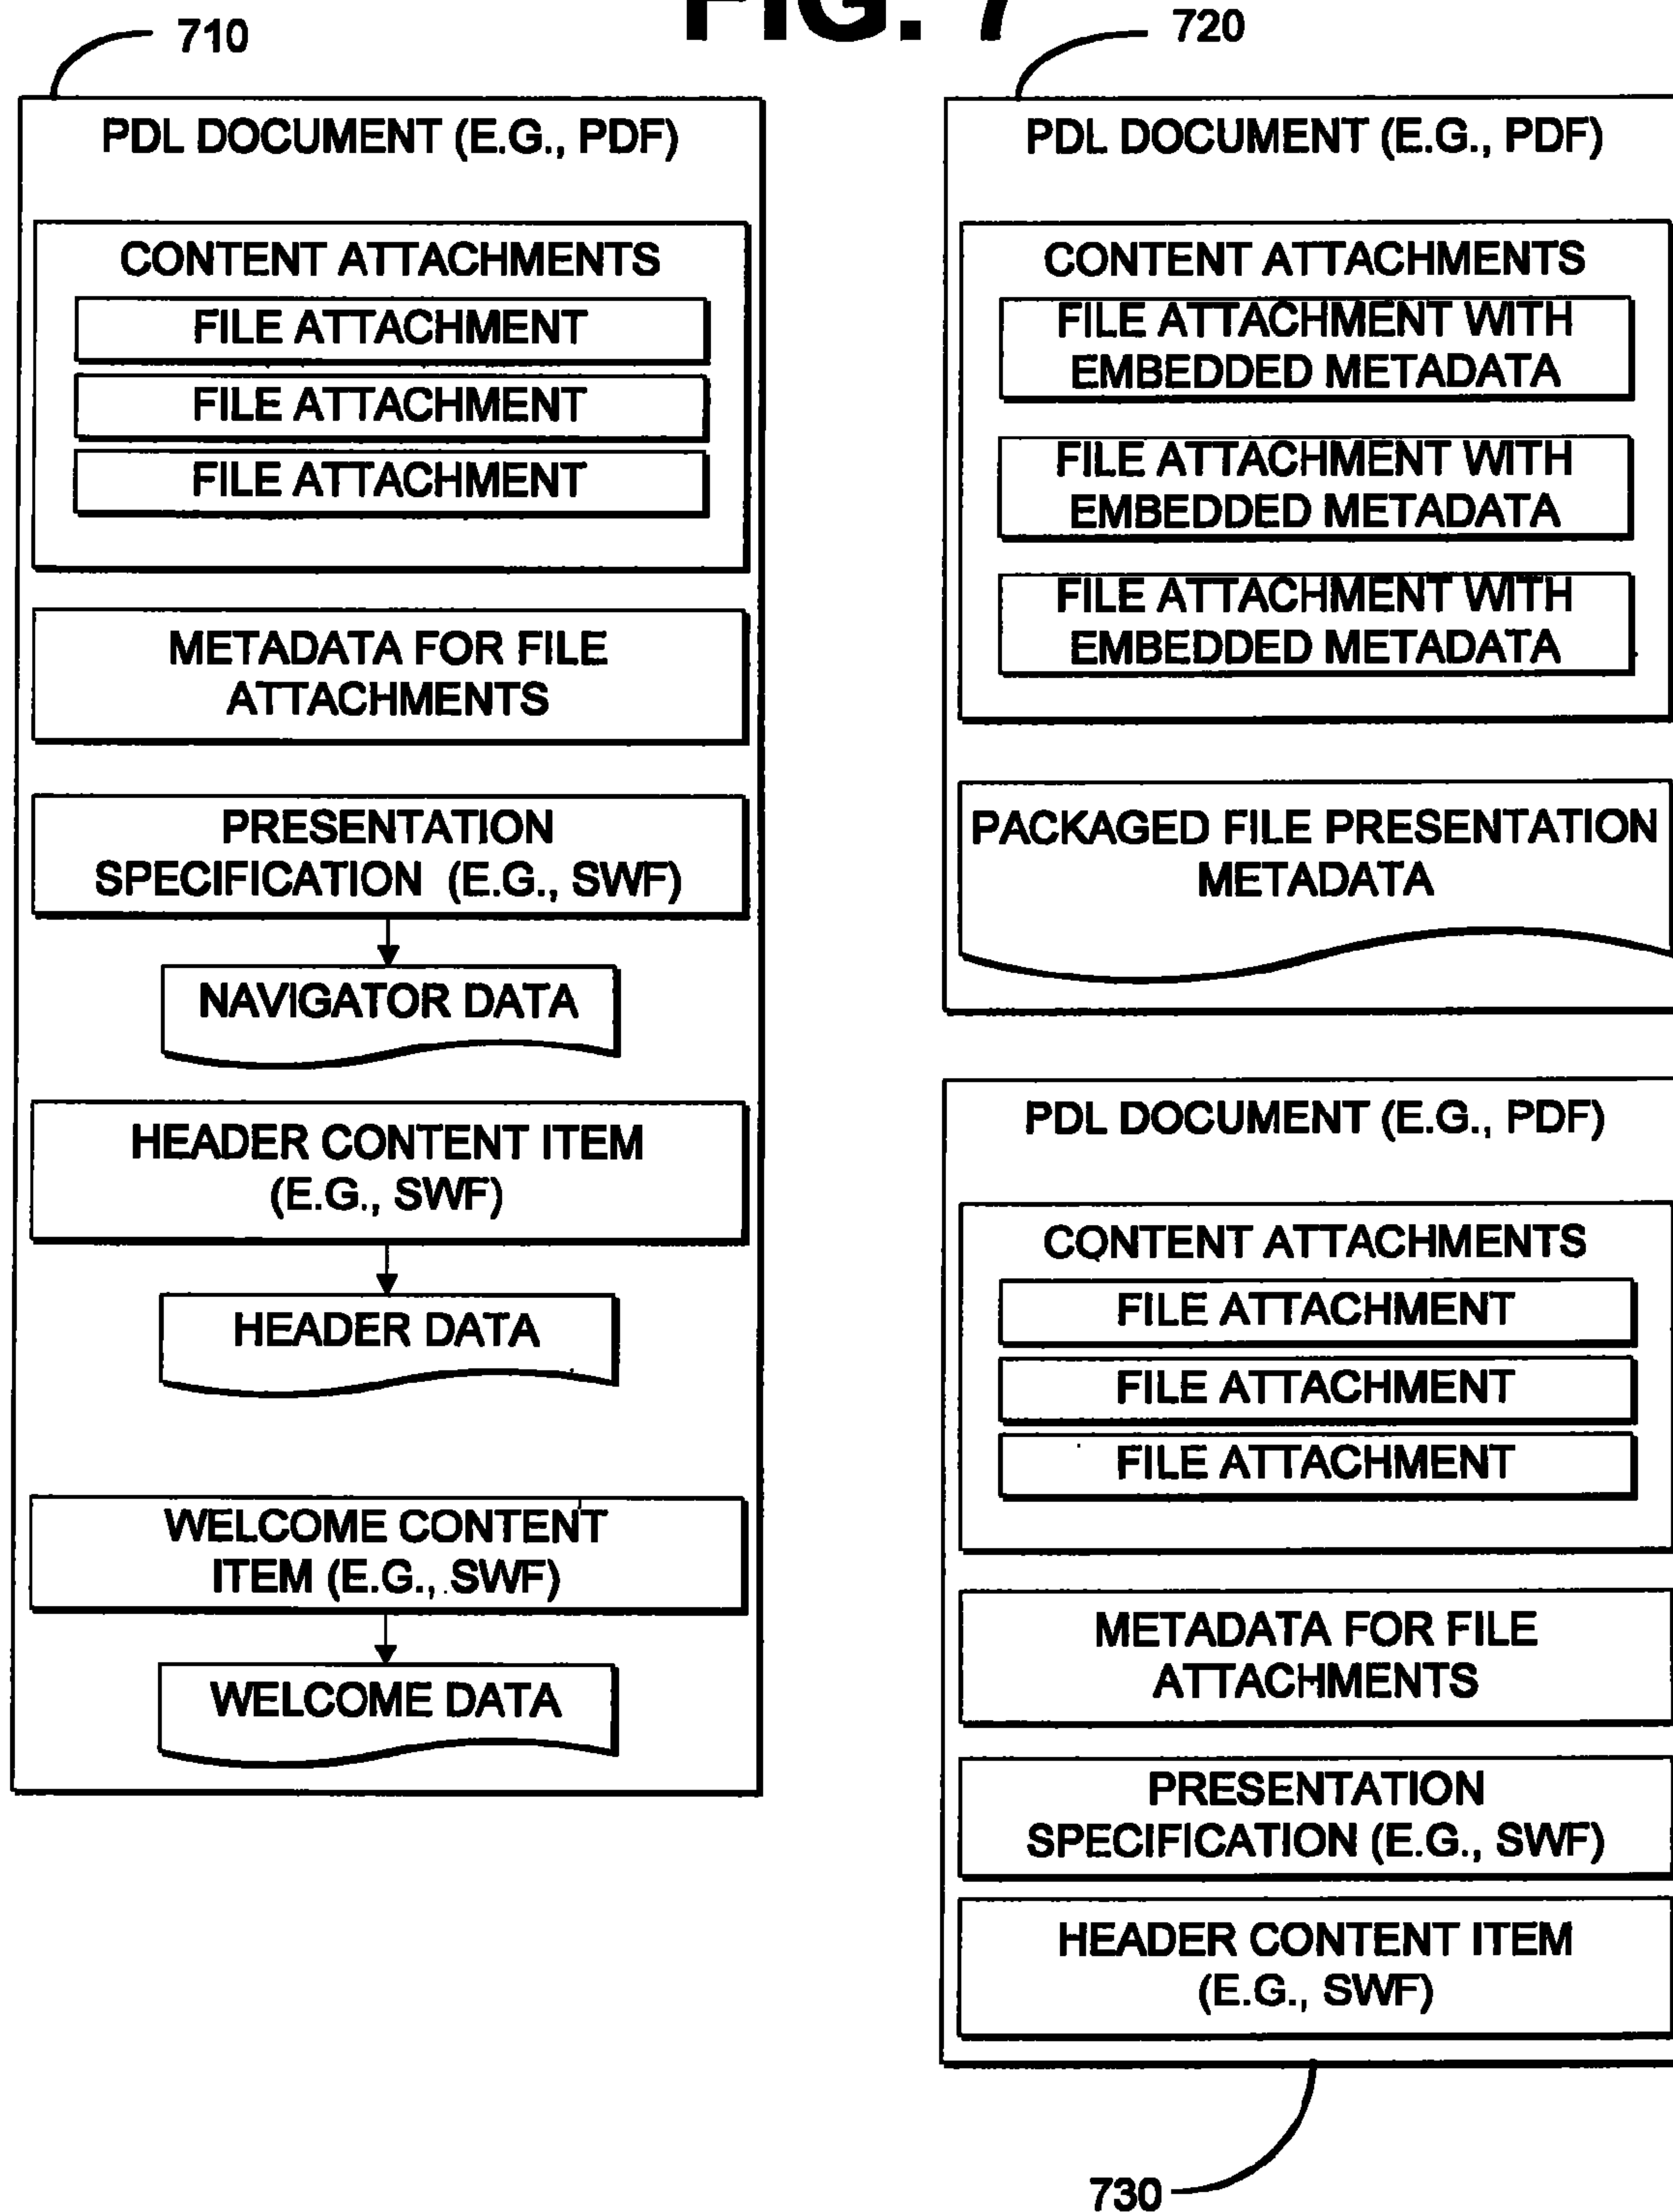 FIG. 7
710
PDL DOCUMENT (E.G., PDF)
CONTENT ATTACHMENTS
FILE ATTACHMENT
FILE ATTACHMENT
FILE ATTACHMENT
METADATA FOR FILE
ATTACHMENTS
PRESENTATION
SPECIFICATION (E.G., SWF)
NAVIGATOR DATA
HEADER CONTENT ITEM
(E.G., SWF)
HEADER DATA
WELCOME CONTENT
ITEM (E.G., SWF)
WELCOME DATA
720
PDL DOCUMENT (E.G., PDF)
CONTENT ATTACHMENTS
FILE ATTACHMENT WITH
EMBEDDED METADATA
FILE ATTACHMENT WITH
EMBEDDED METADATA
FILE ATTACHMENT WITH
EMBEDDED METADATA
PACKAGED FILE PRESENTATION
METADATA
PDL DOCUMENT (E.G., PDF)
CONTENT ATTACHMENTS
FILE ATTACHMENT
FILE ATTACHMENT
FILE ATTACHMENT
METADATA FOR FILE
ATTACHMENTS
PRESENTATION
SPECIFICATION (E.G., SWF)
HEADER CONTENT ITEM
(E.G., SWF)
730